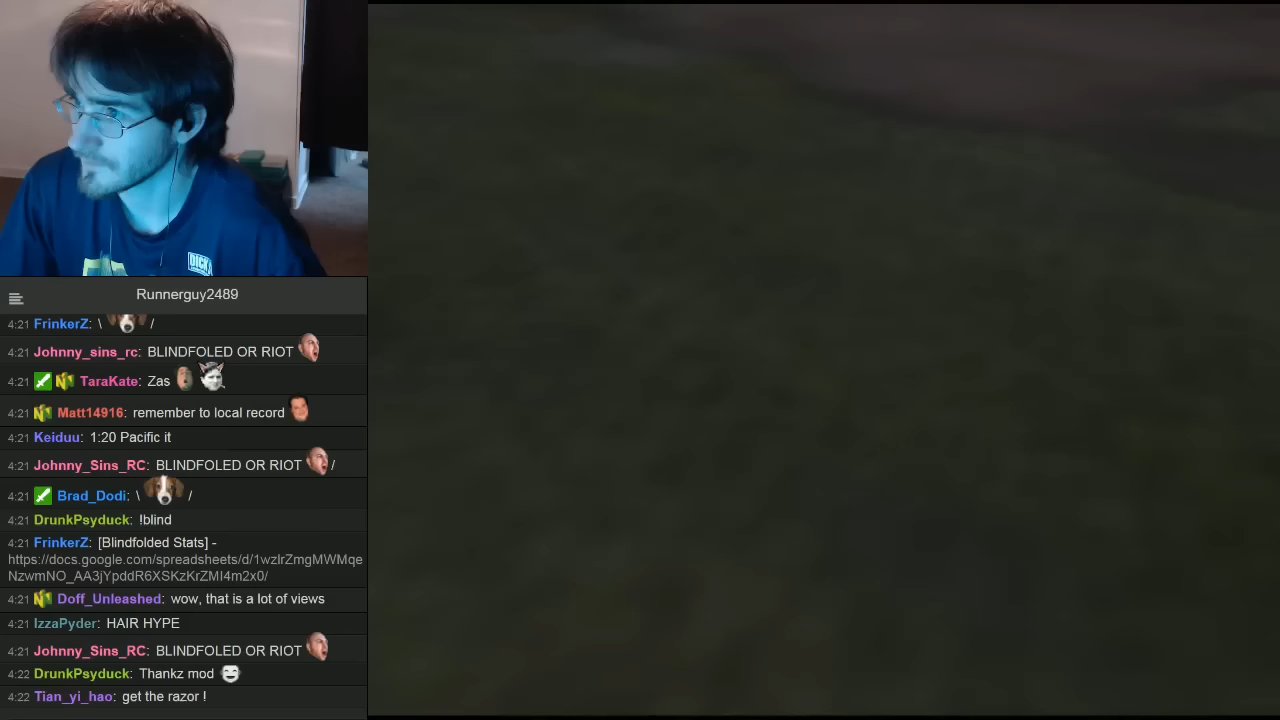 DICK
Runnerguy2489
4:21 FrinkerZ: \ /
4:21 Johnny_sins_rc: BLINDFOLED OR RIOT
4:21 TaraKate: Zas
4:21 Matt14916: remember to local record
4:21 Keiduu: 1:20 Pacific it
4:21 Johnny_Sins_RC: BLINDFOLED OR RIOT /
4:21 Brad_Dodi: \ /
4:21 DrunkPsyduck: !blind
4:21 FrinkerZ: [Blindfolded Stats] -
https://docs.google.com/spreadsheets/d/1wzlrZmgMWMqe
NzwmNO_AA3jYpddR6XSKzKrZMI4m2x0/
4:21 Doff_Unleashed: wow, that is a lot of views
4:21 IzzaPyder: HAIR HYPE
4:21 Johnny_Sins_RC: BLINDFOLED OR RIOT
4:22 DrunkPsyduck: Thankz mod
4:22 Tian_yi_hao: get the razor !